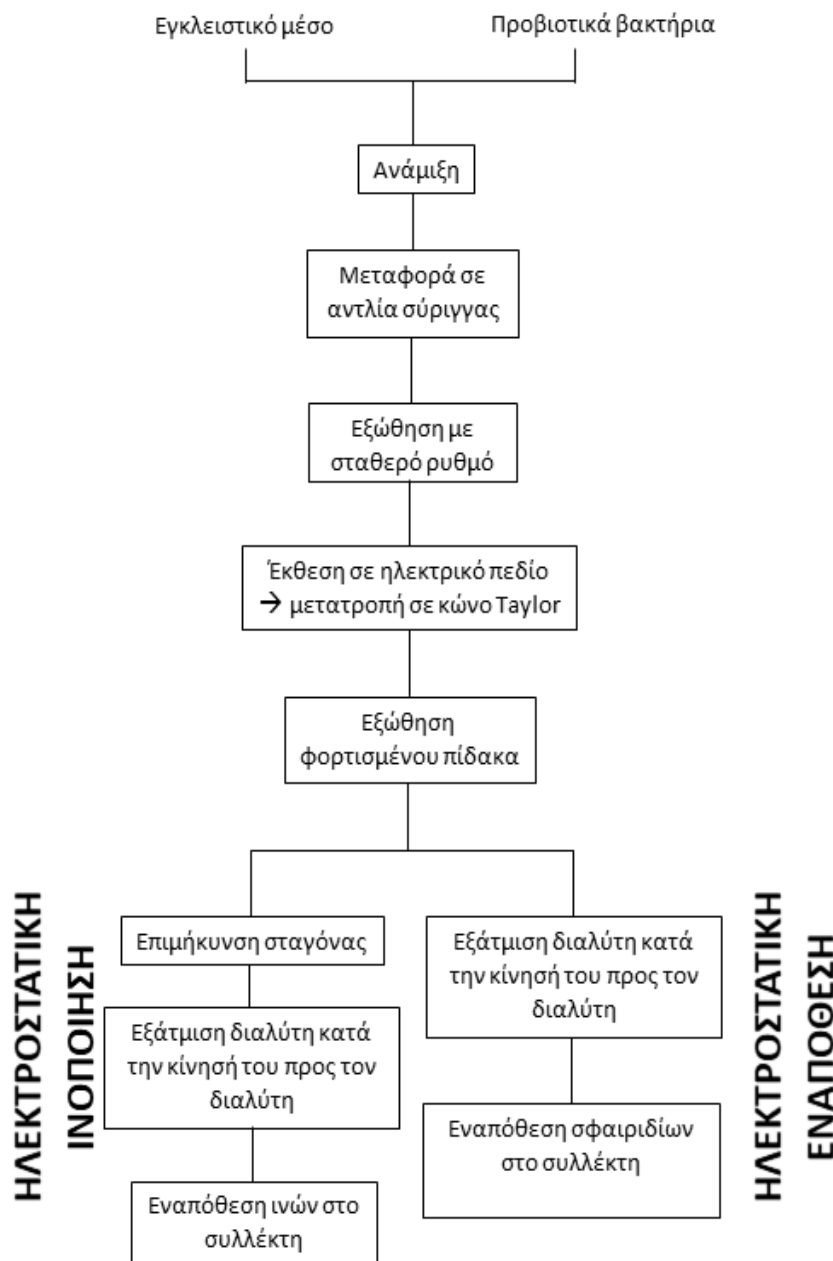 Εγκλειστικό μέσο
Προβιοτικά βακτήρια
Ανάμιξη
Μεταφορά σε
αντλία σύριγγας
Εξώθηση με
σταθερό ρυθμό
Έκθεση σε ηλεκτρικό πεδίο
→ μετατροπή σε κώνο Taylor
Εξώθηση
φορτισμένου πίδακα
ΗΛΕΚΤΡΟΣΤΑΤΙΚΗ
ΙΝΟΠΟΙΗΣΗ
Επιμήκυνση σταγόνας
Εξάτμιση διαλύτη κατά
την κίνησή του προς τον
διαλύτη
Εναπόθεση ινών στο
συλλέκτη
Εξάτμιση διαλύτη κατά
την κίνησή του προς τον
διαλύτη
Εναπόθεση σφαιριδίων
στο συλλέκτη
ΗΛΕΚΤΡΟΣΤΑΤΙΚΗ
ΕΝΑΠΟΘΕΣΗ